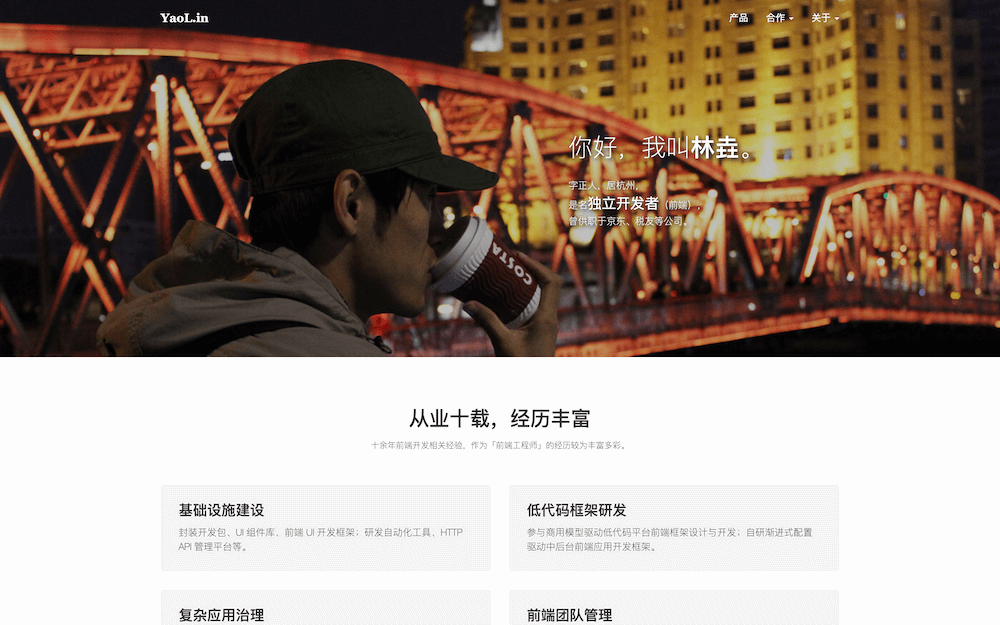 YaoL.in
产品 合作 关于
你好，我叫林垚。
字正人，居杭州，
是名独立开发者（前端），
曾供职于京东、税友等公司。
COSTA
从业十载，经历丰富
十余年前端开发相关经验，作为「前端工程师」的经历较为丰富多彩。
基础设施建设
封装开发包、UI 组件库、前端 UI 开发框架；研发自动化工具、HTTP
API 管理平台等。
低代码框架研发
参与商用模型驱动低代码平台前端框架设计与开发；自研渐进式配置
驱动中后台前端应用开发框架。
复杂应用治理
前端团队管理